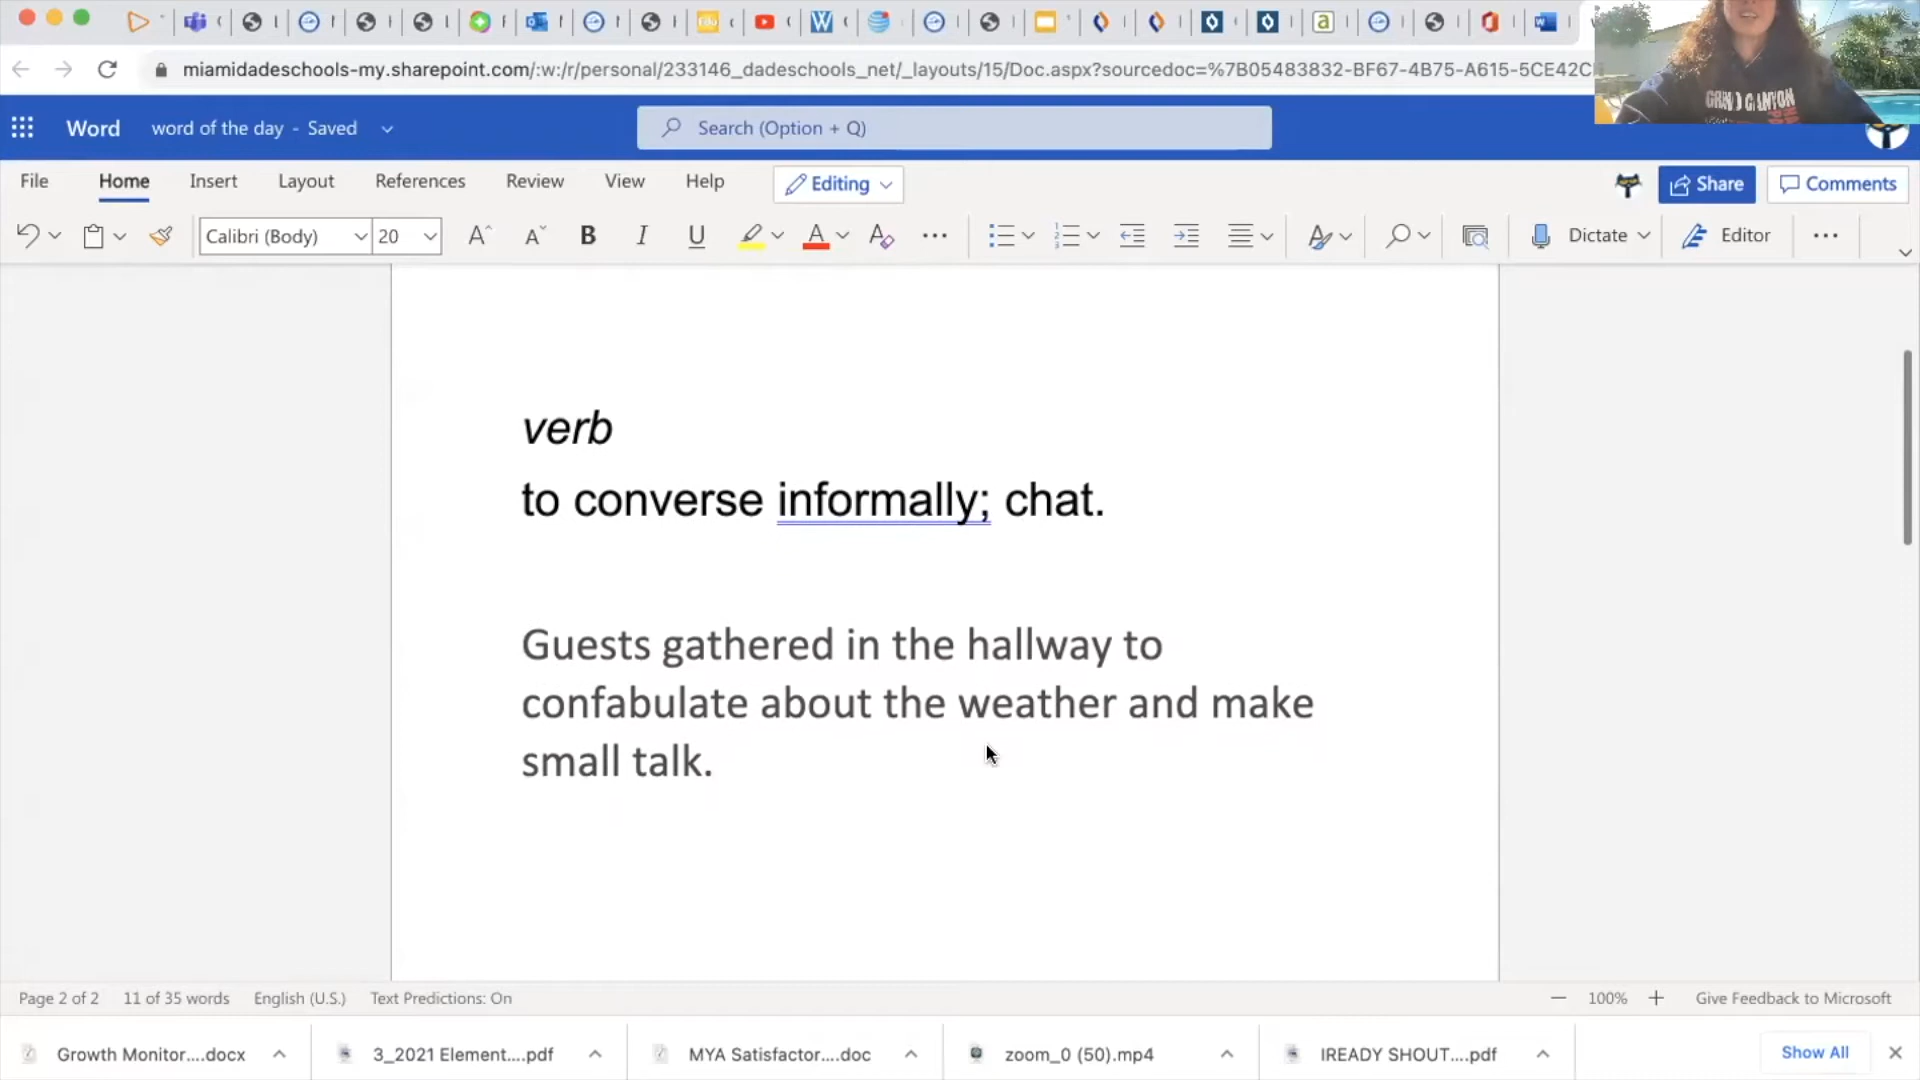 miamidadeschools-my.sharepoint.com/:w:/r/personal/233146_dadeschools_net/_layouts/15/Doc.aspx?sourcedoc=%7B05483832-BF67-4B75-A615-5CE42C
GRAND CANYON
Word word of the day - Saved Search (Option + Q)
File Home Insert Layout References Review View Help Editing Share Comments
Calibri (Body) 20 A A B I U A A Dictate Editor
verb
to converse informally; chat.
Guests gathered in the hallway to
confabulate about the weather and make
small talk.
Page 2 of 2 11 of 35 words English (U.S.) Text Predictions: On 100% Give Feedback to Microsoft
Growth Monitor....docx 3_2021 Element....pdf MYA Satisfactor....doc zoom_0 (50).mp4 IREADY SHOUT....pdf Show All